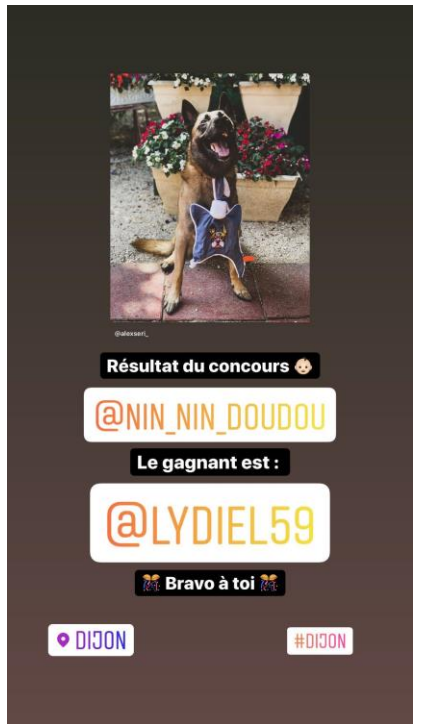 @alexseri_
Résultat du concours 👶🏻
@NIN_NIN_DOUDOU
Le gagnant est :
@LYDIEL59
🎊 Bravo à toi 🎊
DIJON
#DIJON